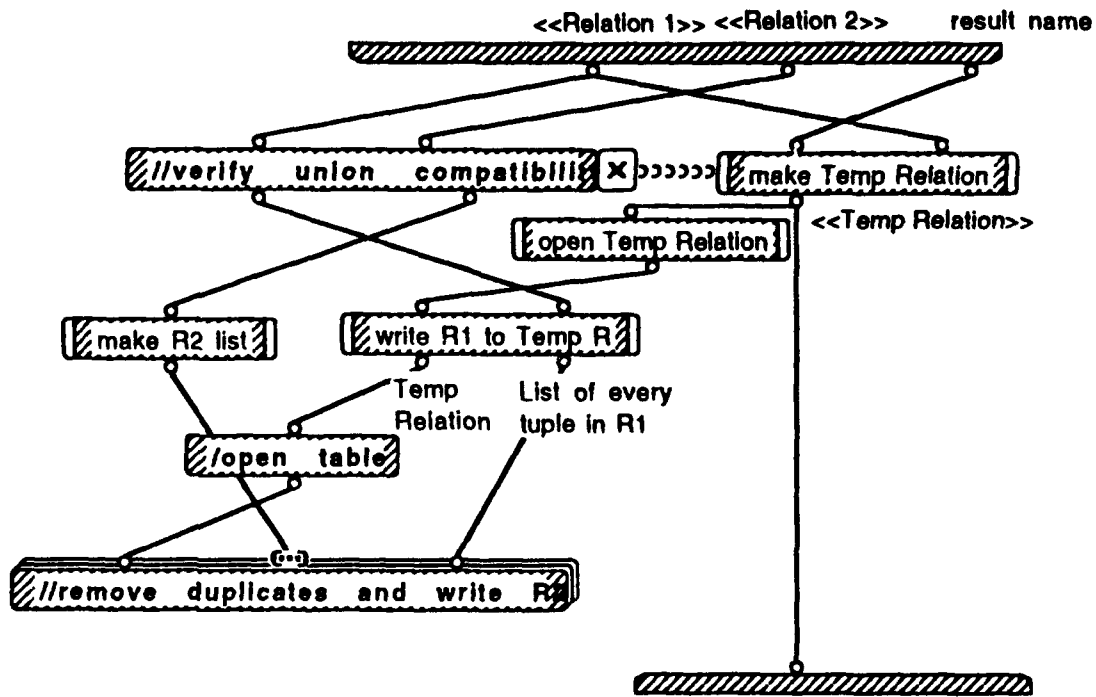 <<Relation 1>> <<Relation 2>> result name
//verify union compatibili
make Temp Relation
<<Temp Relation>>
open Temp Relation
make R2 list
write R1 to Temp R
Temp
Relation
List of every
tuple in R1
/open table
//remove duplicates and write R2